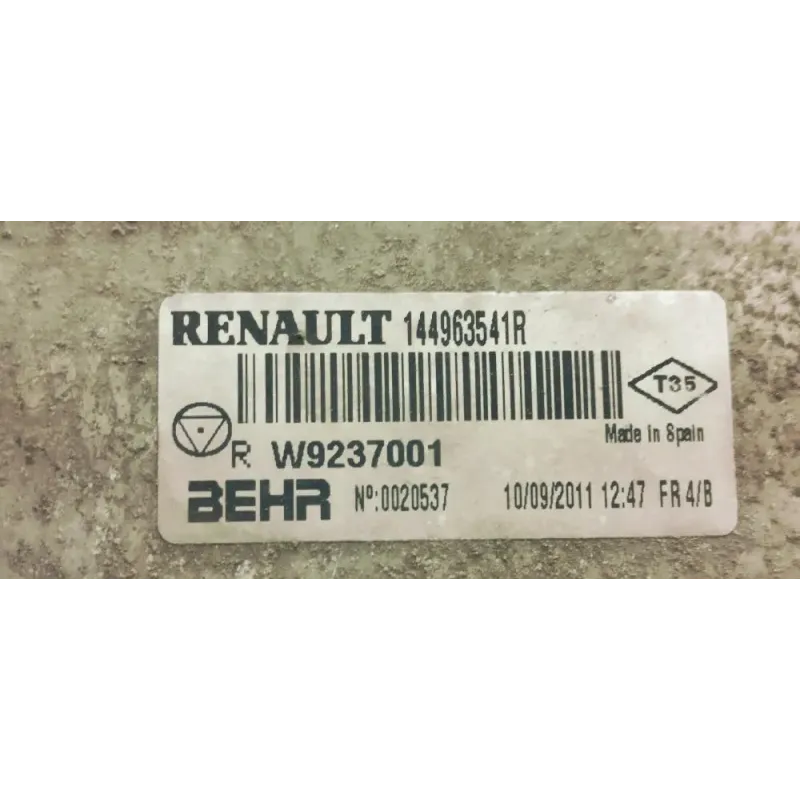 RENAULT 144963541R
T35
Made in Spain
R W9237001
BEHR Nº:0020537 10/09/2011 12:47 FR 4/B